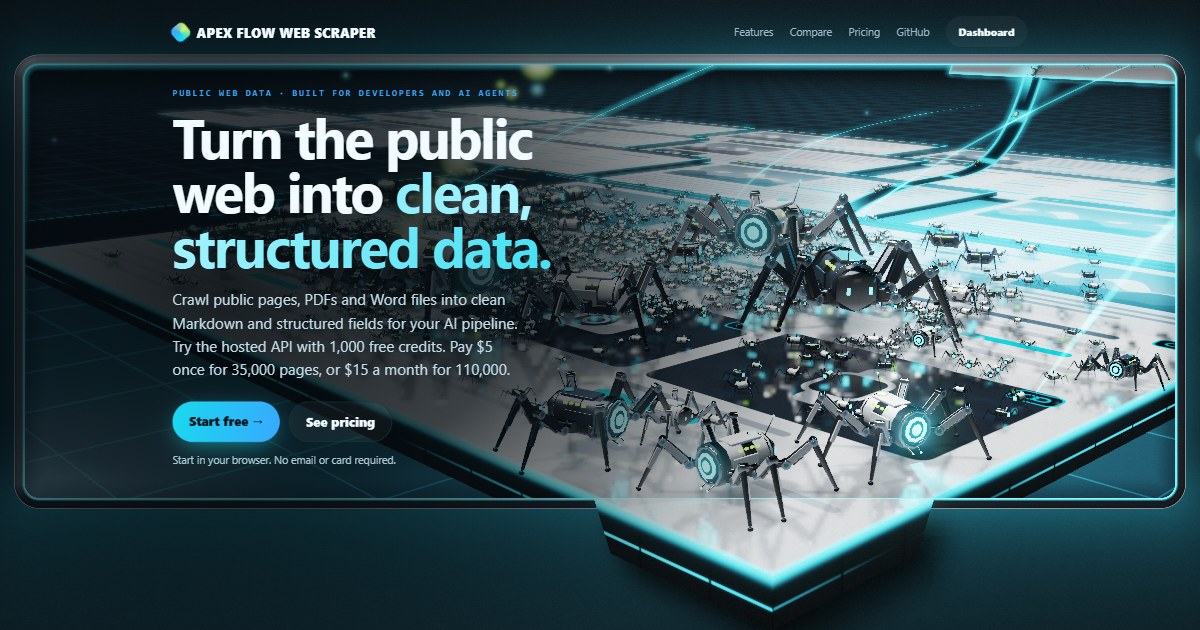 APEX FLOW WEB SCRAPER
Features Compare Pricing GitHub Dashboard
PUBLIC WEB DATA · BUILT FOR DEVELOPERS AND AI AGENTS
Turn the public
web into clean,
structured data.
Crawl public pages, PDFs and Word files into clean
Markdown and structured fields for your AI pipeline.
Try the hosted API with 1,000 free credits. Pay $5
once for 35,000 pages, or $15 a month for 110,000.
Start free → See pricing
Start in your browser. No email or card required.